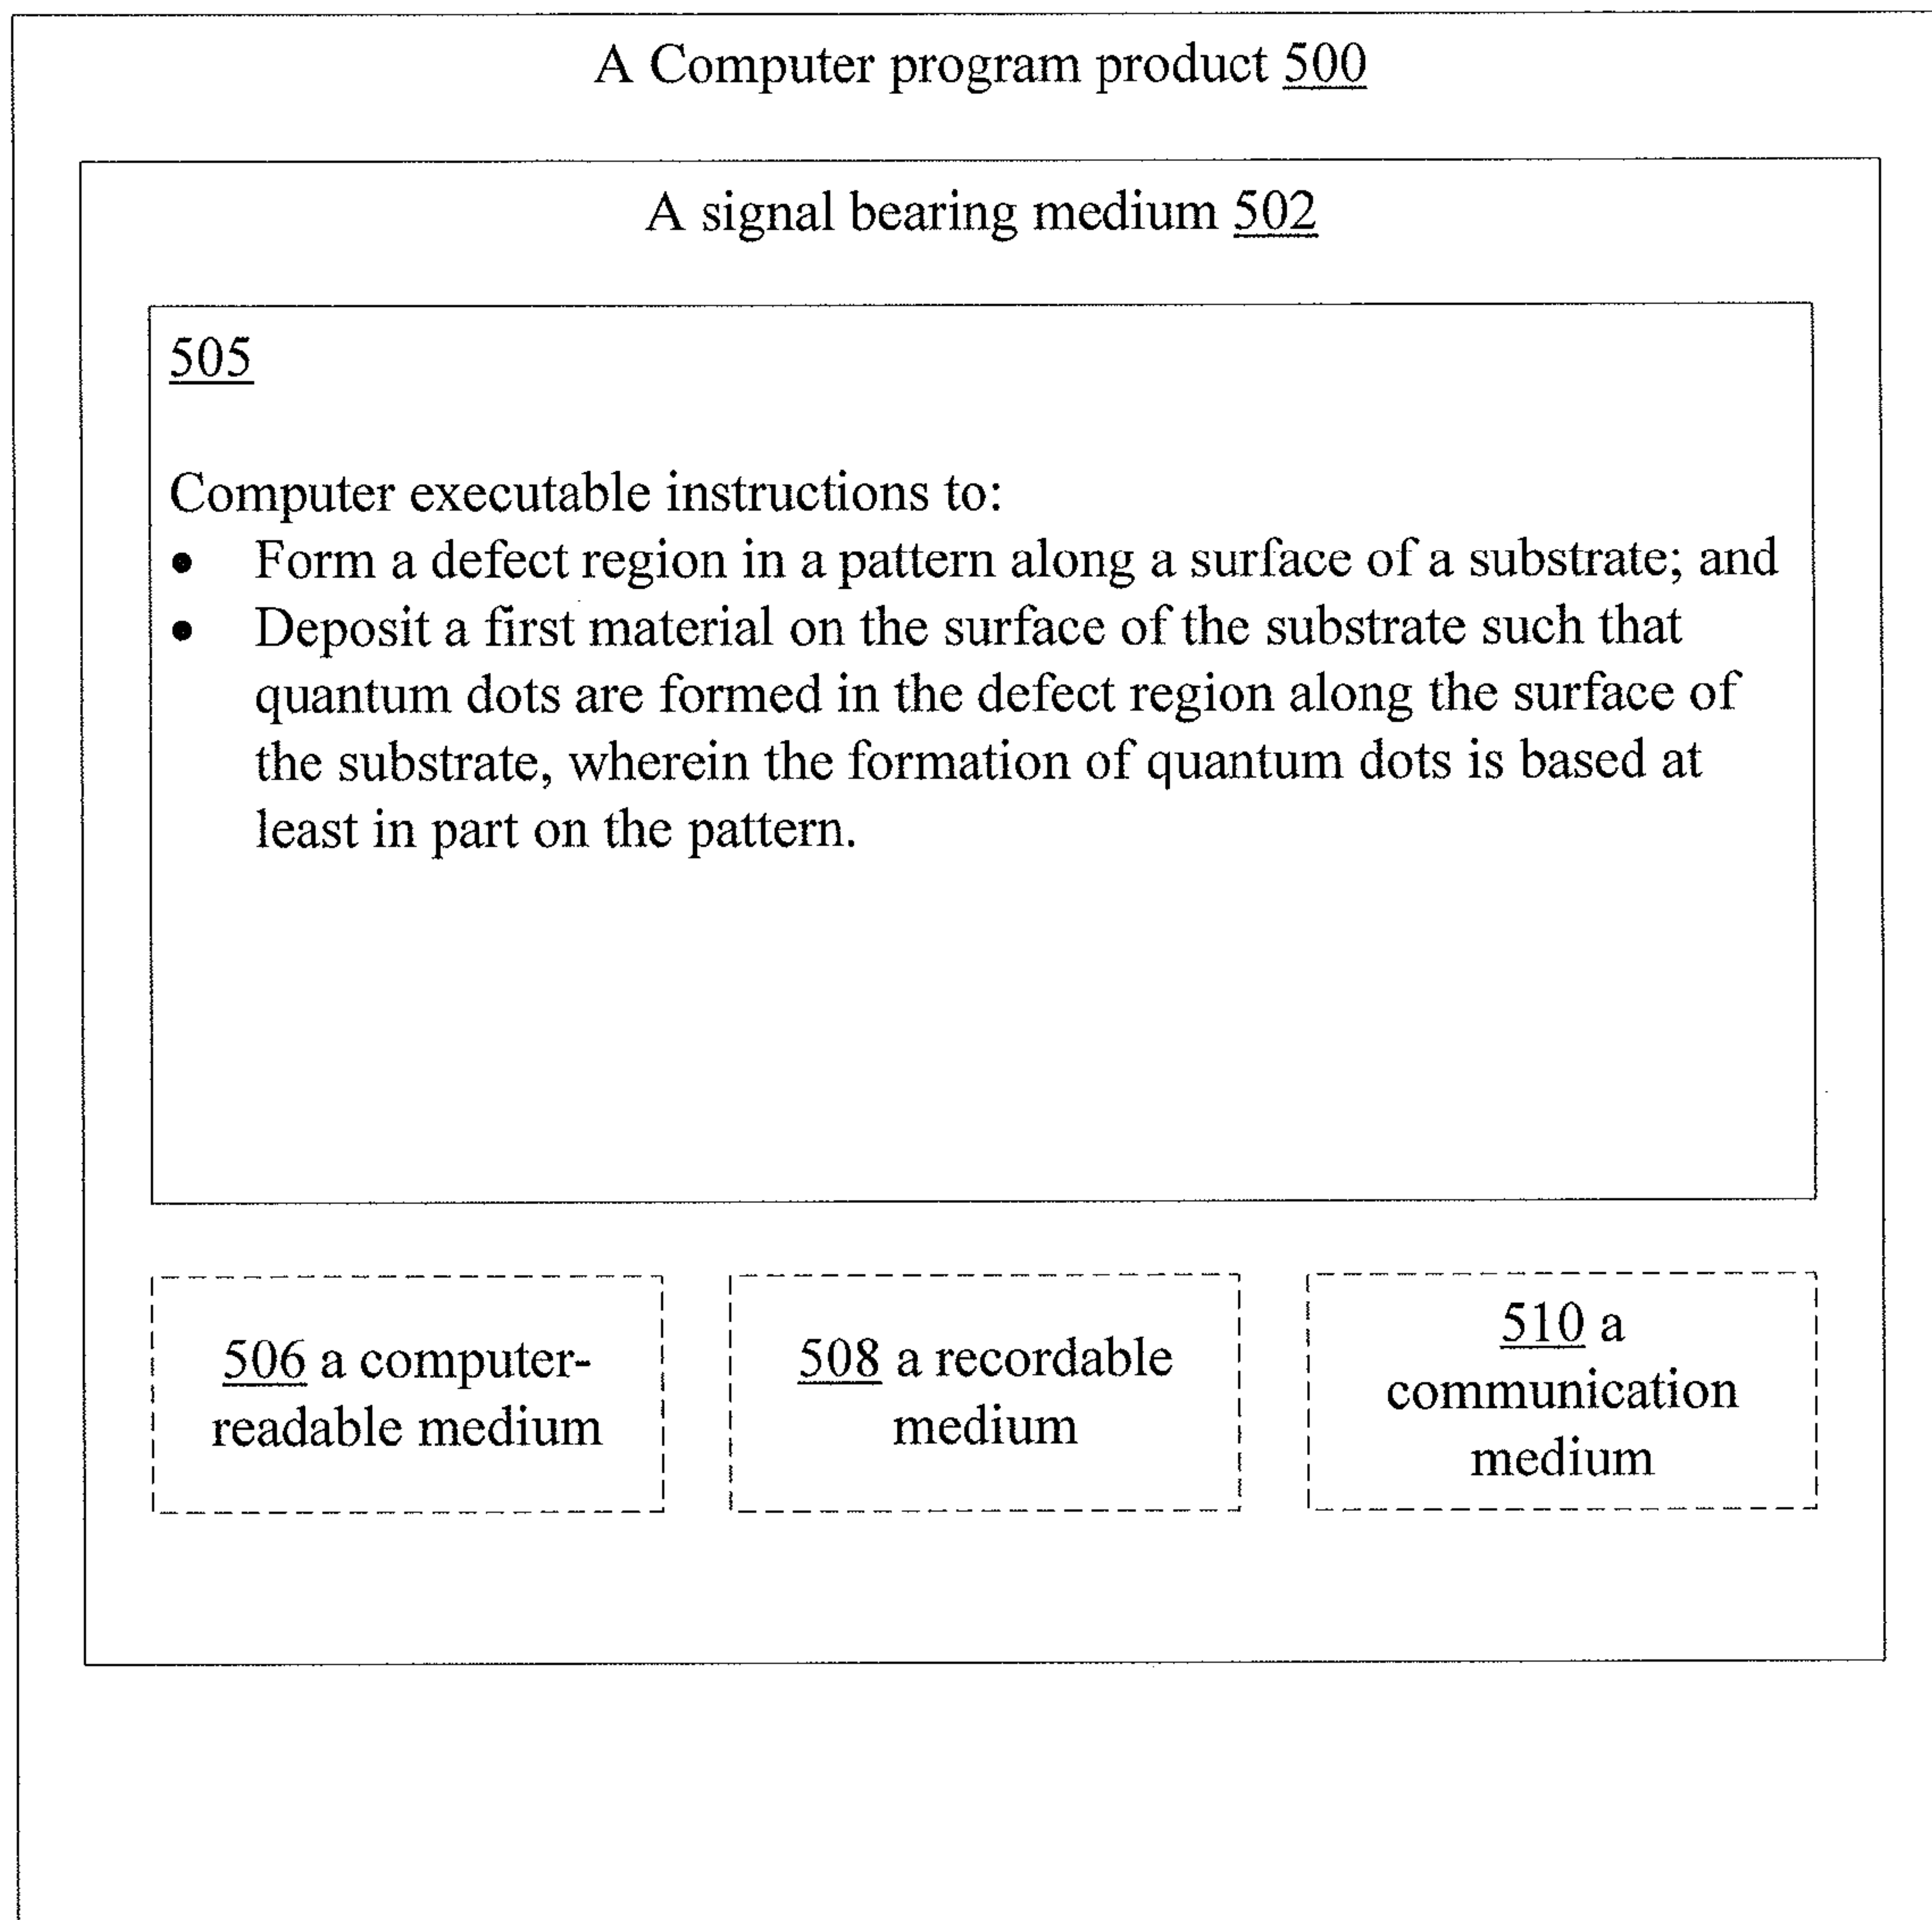 A Computer program product 500
A signal bearing medium 502
505
Computer executable instructions to:
• Form a defect region in a pattern along a surface of a substrate; and
• Deposit a first material on the surface of the substrate such that
quantum dots are formed in the defect region along the surface of
the substrate, wherein the formation of quantum dots is based at
least in part on the pattern.
506 a computer-
readable medium
508 a recordable
medium
510 a
communication
medium